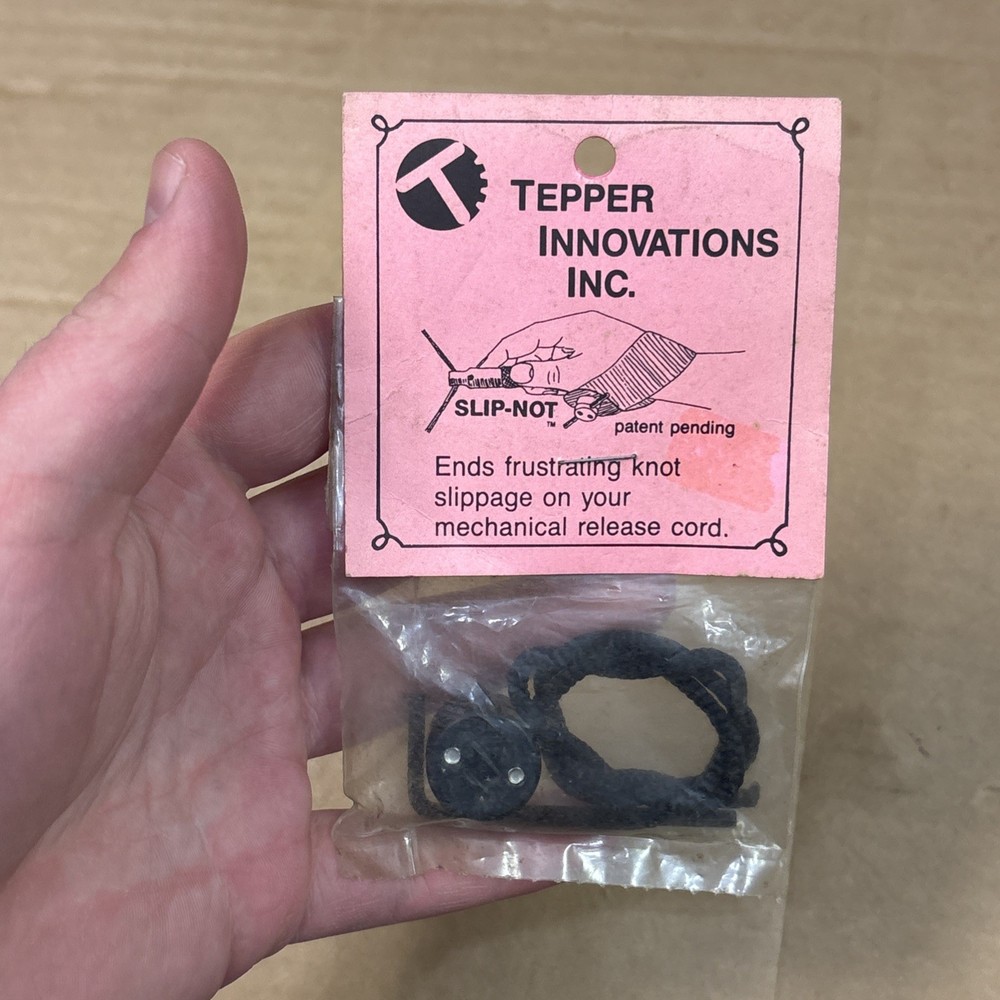 TEPPER
INNOVATIONS
INC.
SLIP-NOT
TM
patent pending
Ends frustrating knot
slippage on your
mechanical release cord.